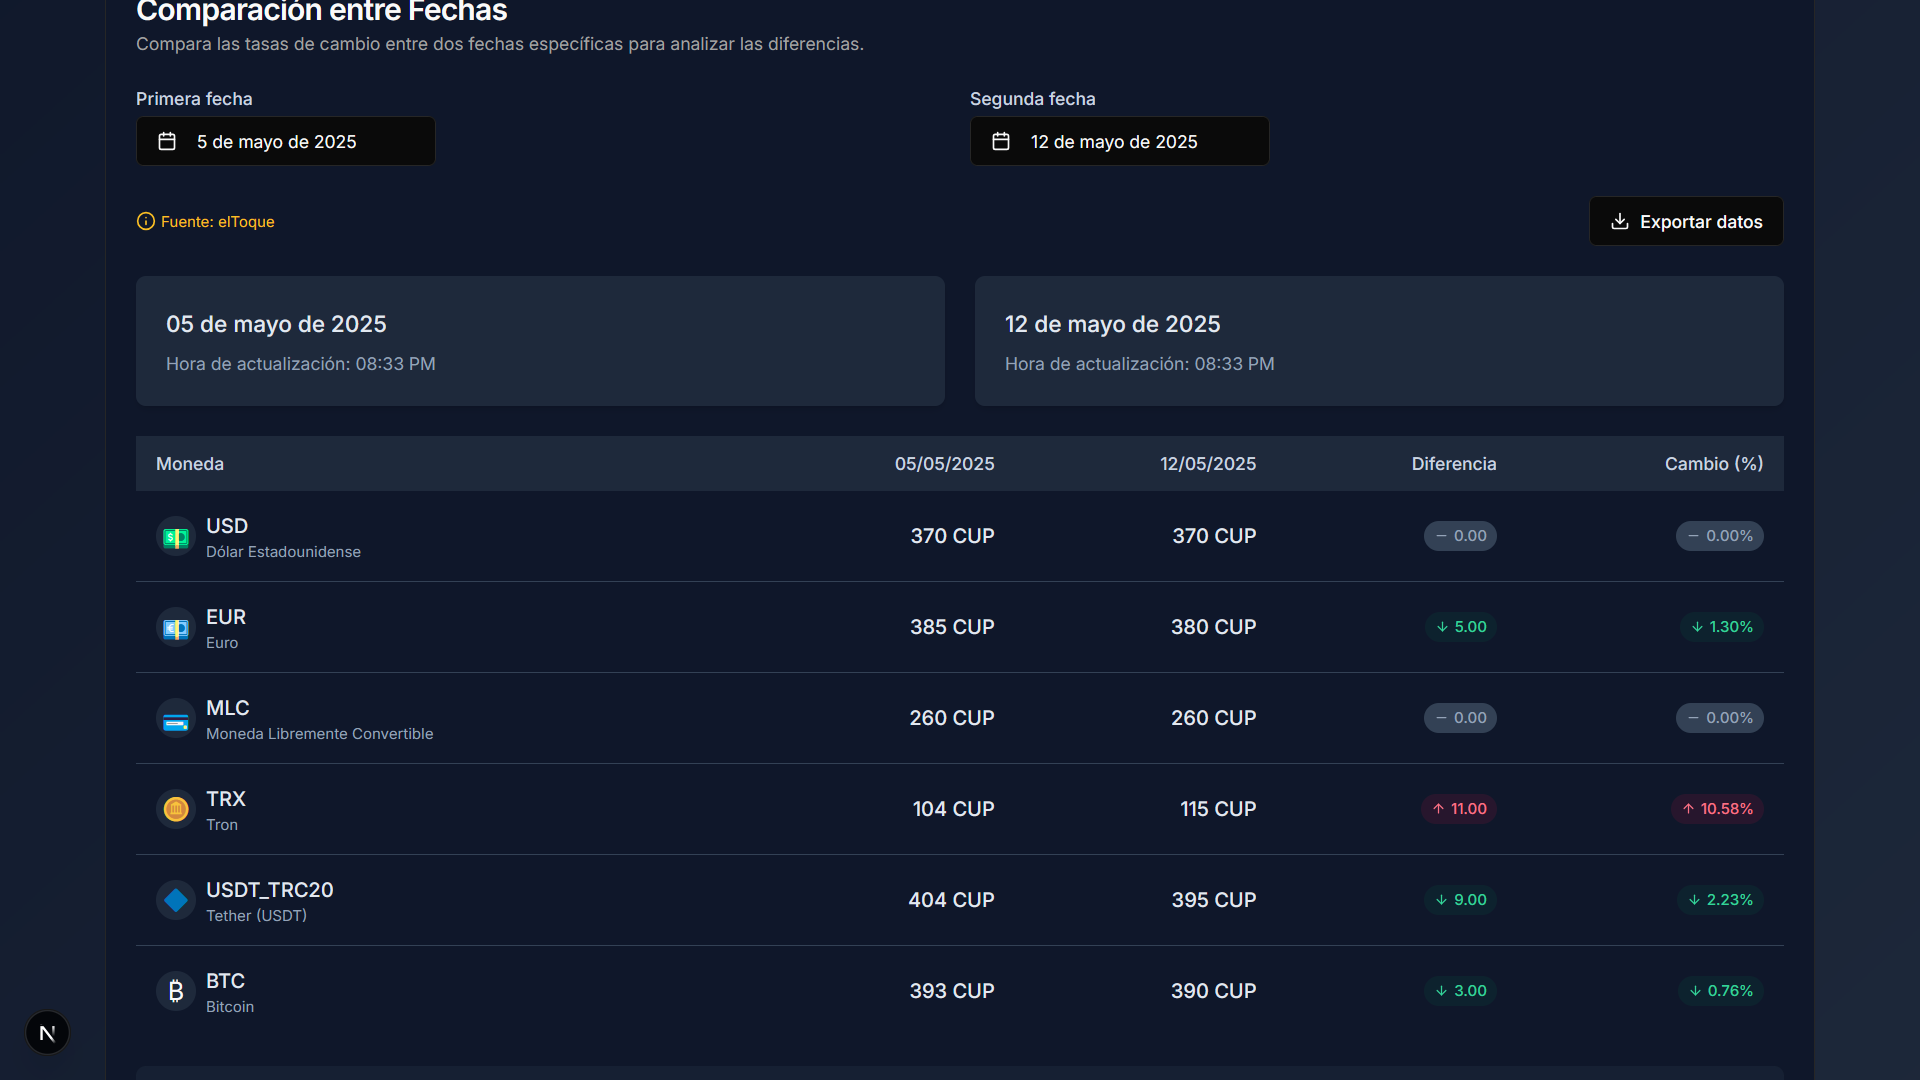 Comparación entre Fechas
Compara las tasas de cambio entre dos fechas específicas para analizar las diferencias.
Primera fecha
Segunda fecha
5 de mayo de 2025
12 de mayo de 2025
Fuente: elToque
Exportar datos
05 de mayo de 2025
12 de mayo de 2025
Hora de actualización: 08:33 PM
Hora de actualización: 08:33 PM
Moneda 05/05/2025 12/05/2025 Diferencia Cambio (%)
USD
Dólar Estadounidense
370 CUP 370 CUP − 0.00 − 0.00%
EUR
Euro
385 CUP 380 CUP ↓ 5.00 ↓ 1.30%
MLC
Moneda Libremente Convertible
260 CUP 260 CUP − 0.00 − 0.00%
TRX
Tron
104 CUP 115 CUP ↑ 11.00 ↑ 10.58%
USDT_TRC20
Tether (USDT)
404 CUP 395 CUP ↓ 9.00 ↓ 2.23%
₿
BTC
Bitcoin
393 CUP 390 CUP ↓ 3.00 ↓ 0.76%
N